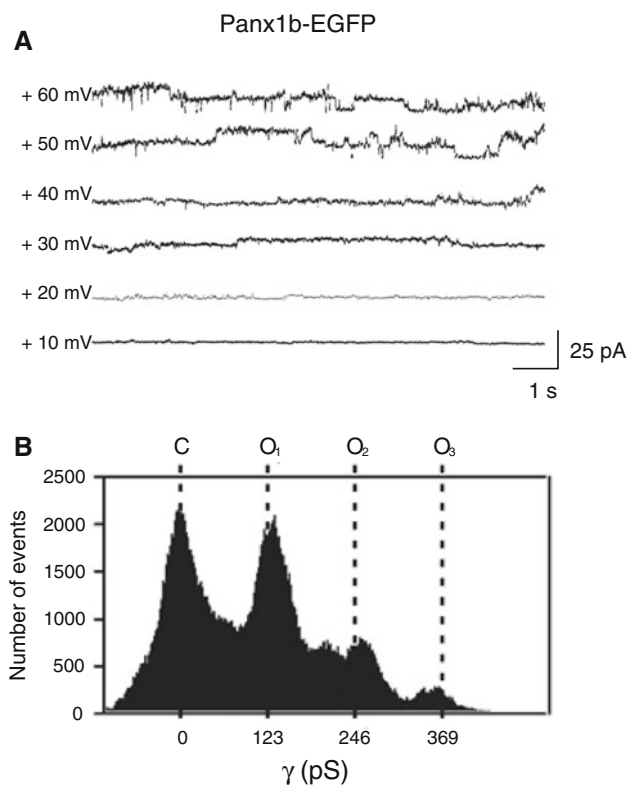 Panx1b-EGFP
A
+ 60 mV
+ 50 mV
+ 40 mV
+ 30 mV
+ 20 mV
+ 10 mV
25 pA
1 s
B
C O₁ O₂ O₃
2500
2000
1500
1000
500
0
Number of events
0 123 246 369
γ (pS)